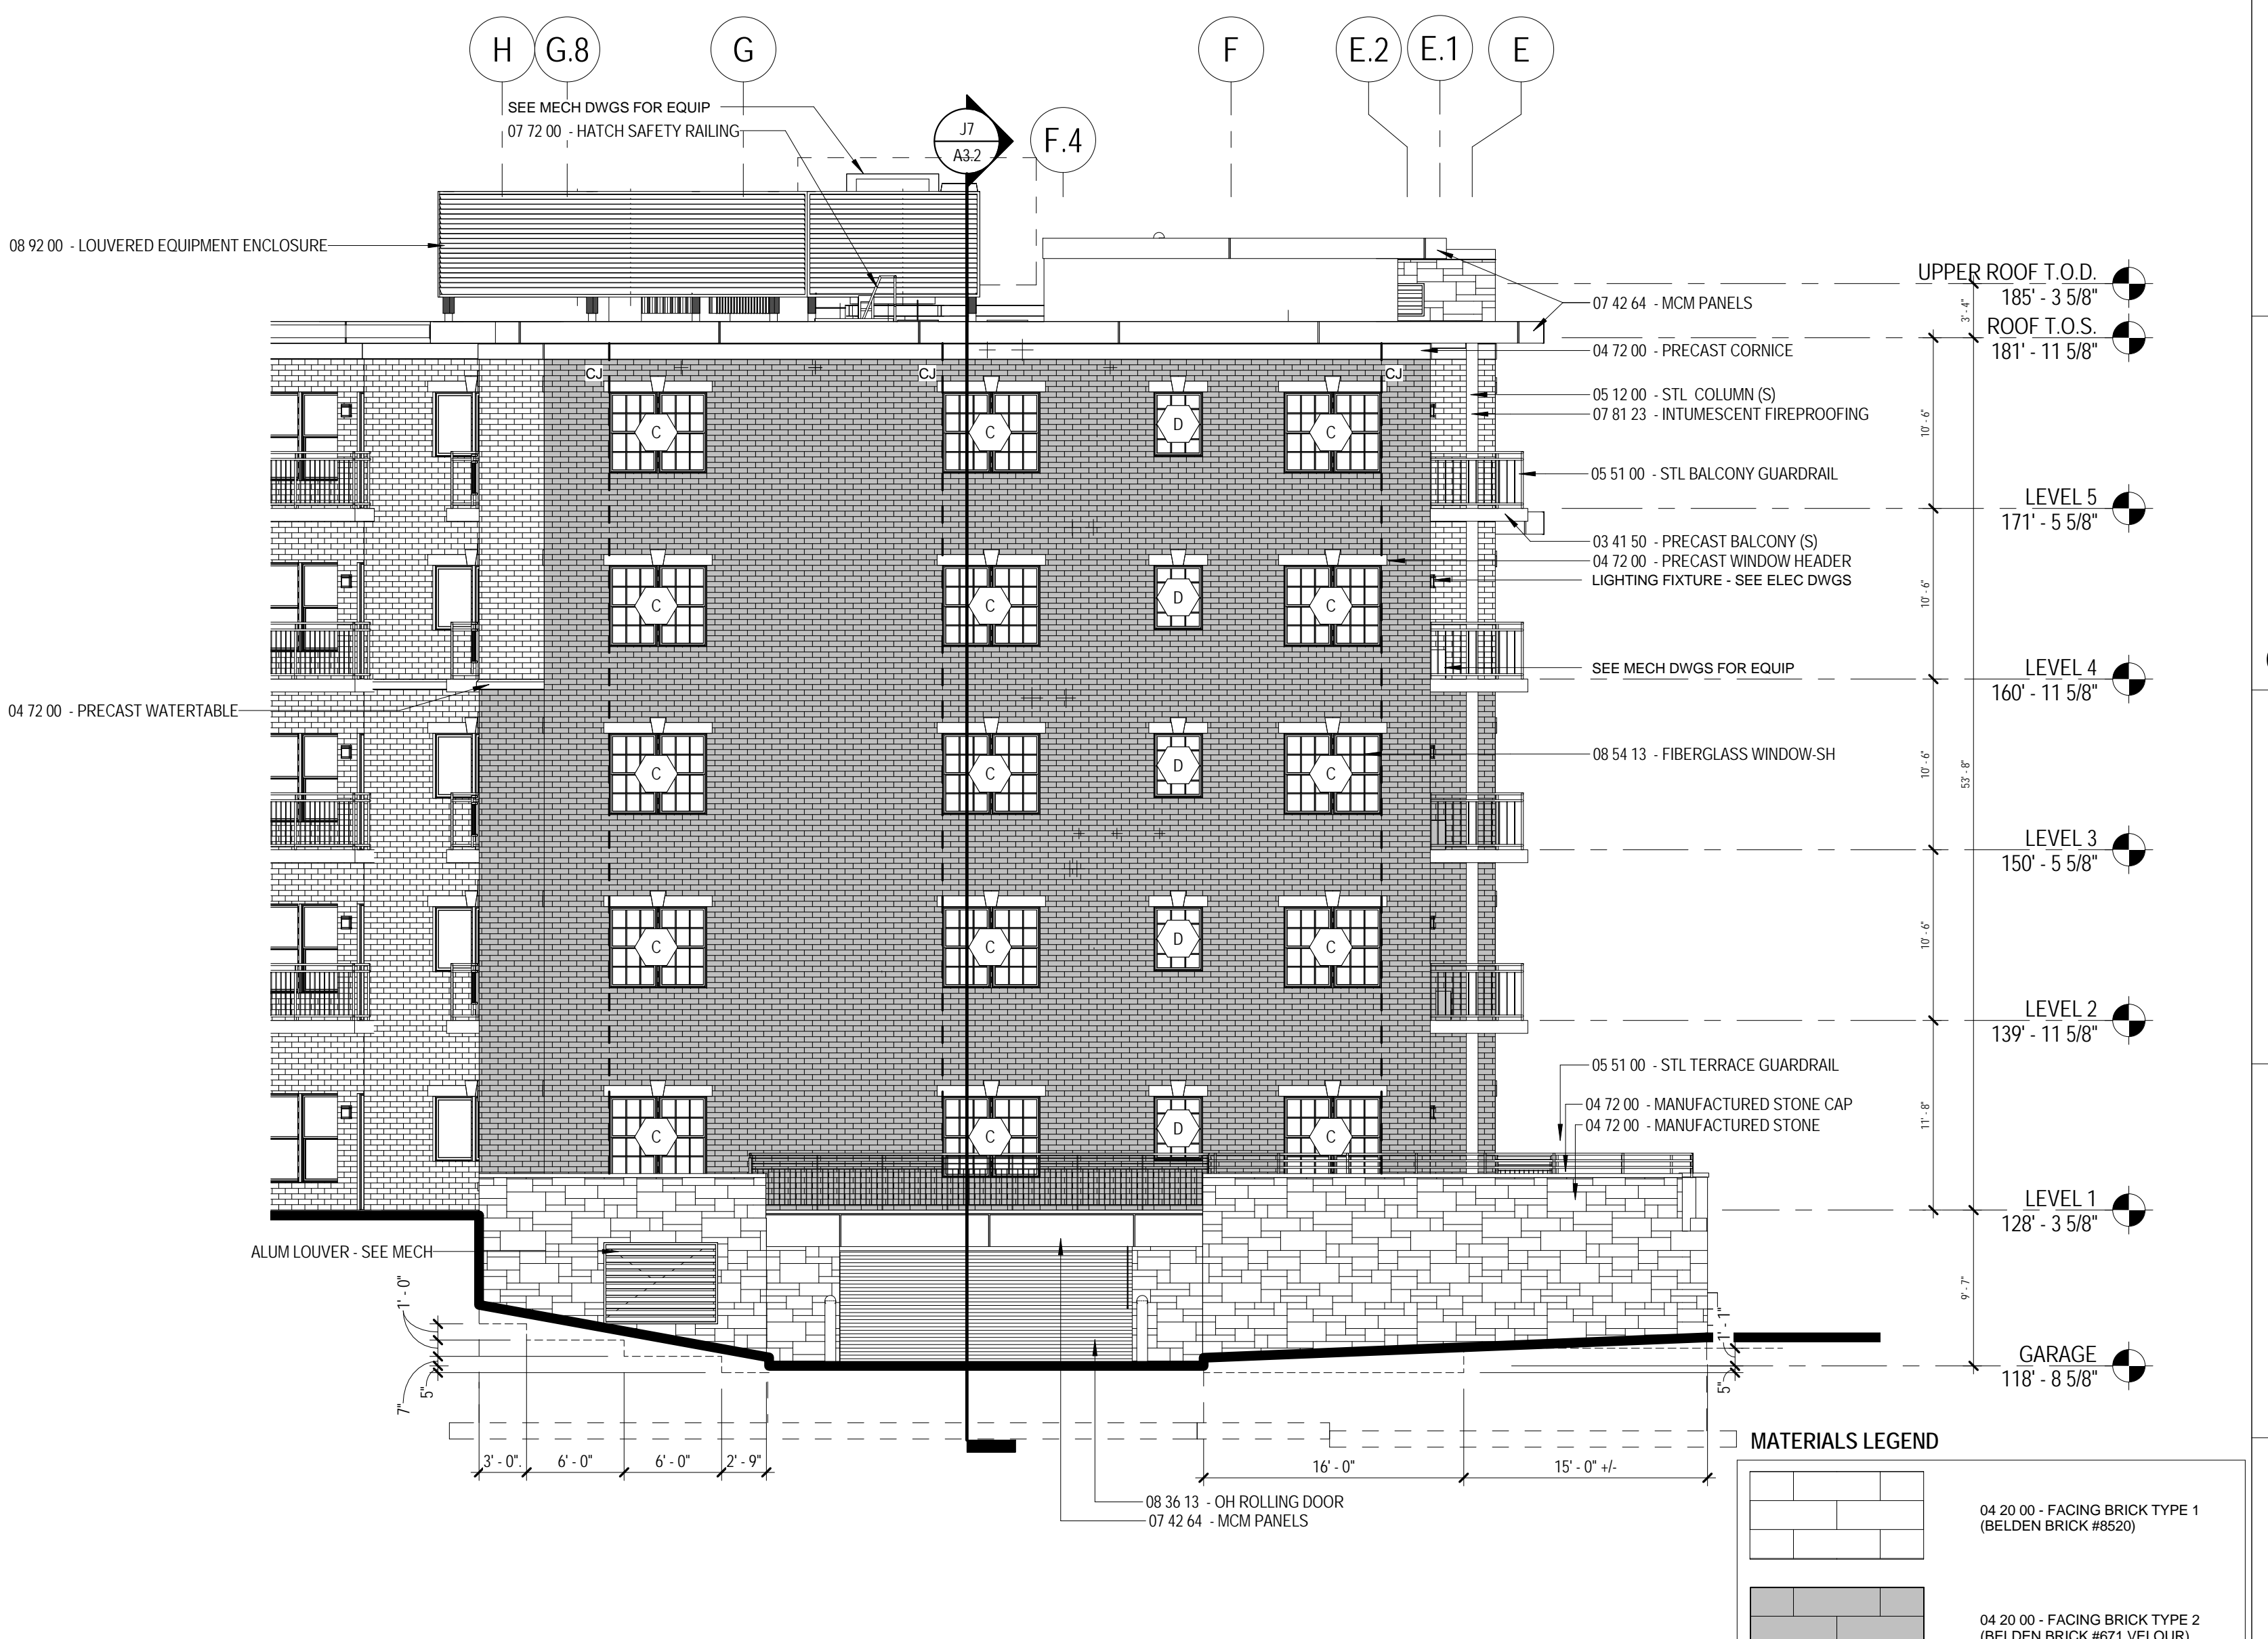 H
G.8
G
F
E.2
E.1
E
SEE MECH DWGS FOR EQUIP
07 72 00 - HATCH SAFETY RAILING
J7
A3.2
F.4
08 92 00 - LOUVERED EQUIPMENT ENCLOSURE
UPPER ROOF T.O.D.
185' - 3 5/8"
3' - 4"
07 42 64 - MCM PANELS
ROOF T.O.S.
181' - 11 5/8"
04 72 00 - PRECAST CORNICE
CJ
CJ
CJ
05 12 00 - STL COLUMN (S)
07 81 23 - INTUMESCENT FIREPROOFING
10' - 6"
C
C
D
C
05 51 00 - STL BALCONY GUARDRAIL
LEVEL 5
171' - 5 5/8"
03 41 50 - PRECAST BALCONY (S)
04 72 00 - PRECAST WINDOW HEADER
LIGHTING FIXTURE - SEE ELEC DWGS
10' - 6"
C
C
D
C
SEE MECH DWGS FOR EQUIP
LEVEL 4
160' - 11 5/8"
04 72 00 - PRECAST WATERTABLE
08 54 13 - FIBERGLASS WINDOW-SH
10' - 6"
53' - 8"
C
C
D
C
LEVEL 3
150' - 5 5/8"
10' - 6"
C
C
D
C
LEVEL 2
139' - 11 5/8"
05 51 00 - STL TERRACE GUARDRAIL
04 72 00 - MANUFACTURED STONE CAP
04 72 00 - MANUFACTURED STONE
11' - 8"
C
C
D
C
LEVEL 1
128' - 3 5/8"
ALUM LOUVER - SEE MECH
1' - 0"
7"
5"
9' - 7"
1' - 1"
5"
GARAGE
118' - 8 5/8"
3' - 0".
6' - 0"
6' - 0"
2' - 9"
16' - 0"
15' - 0" +/-
08 36 13 - OH ROLLING DOOR
07 42 64 - MCM PANELS
MATERIALS LEGEND
04 20 00 - FACING BRICK TYPE 1
(BELDEN BRICK #8520)
04 20 00 - FACING BRICK TYPE 2
(BELDEN BRICK #671 VELOUR)